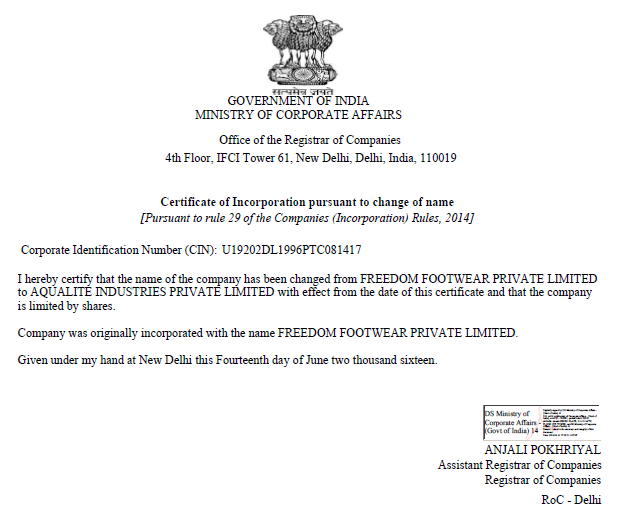 सत्यमेव जयते
GOVERNMENT OF INDIA
MINISTRY OF CORPORATE AFFAIRS
Office of the Registrar of Companies
4th Floor, IFCI Tower 61, New Delhi, Delhi, India, 110019
Certificate of Incorporation pursuant to change of name
[Pursuant to rule 29 of the Companies (Incorporation) Rules, 2014]
Corporate Identification Number (CIN): U19202DL1996PTC081417
I hereby certify that the name of the company has been changed from FREEDOM FOOTWEAR PRIVATE LIMITED
to AQUALITE INDUSTRIES PRIVATE LIMITED with effect from the date of this certificate and that the company
is limited by shares.
Company was originally incorporated with the name FREEDOM FOOTWEAR PRIVATE LIMITED.
Given under my hand at New Delhi this Fourteenth day of June two thousand sixteen.
DS Ministry of
Corporate Affairs -
(Govt of India) 14
ANJALI POKHRIYAL
Assistant Registrar of Companies
Registrar of Companies
RoC - Delhi